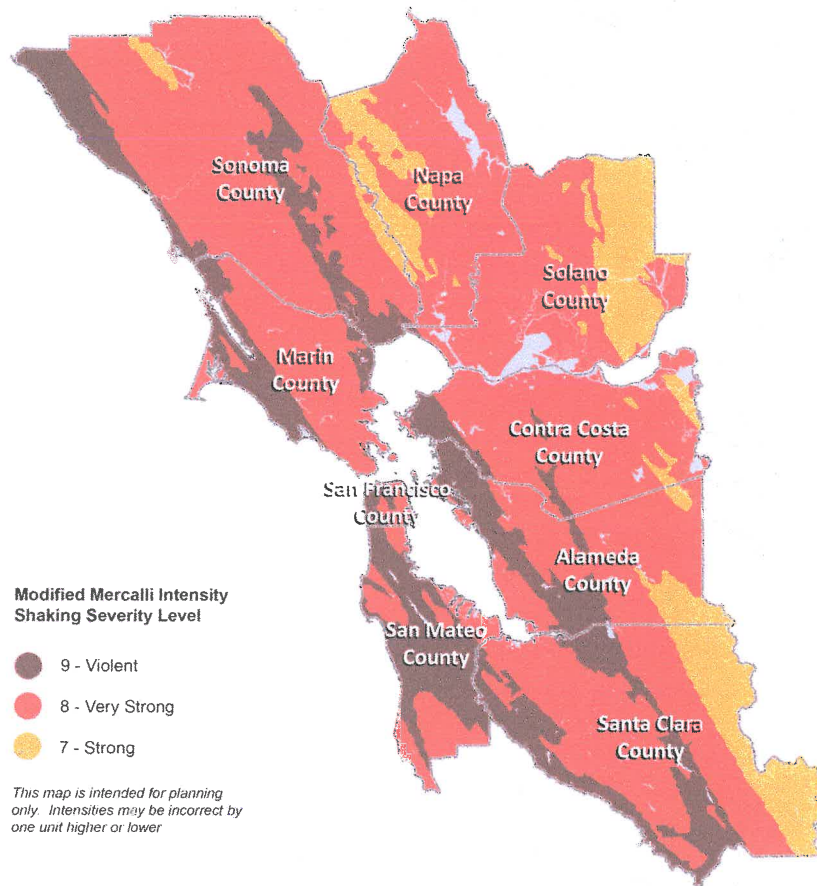 Sonoma
County
Napa
County
Solano
County
Marin
County
Contra Costa
County
San Francisco
County
Alameda
County
San Mateo
County
Santa Clara
County
Modified Mercalli Intensity
Shaking Severity Level
9 - Violent
8 - Very Strong
7 - Strong
This map is intended for planning
only. Intensities may be incorrect by
one unit higher or lower